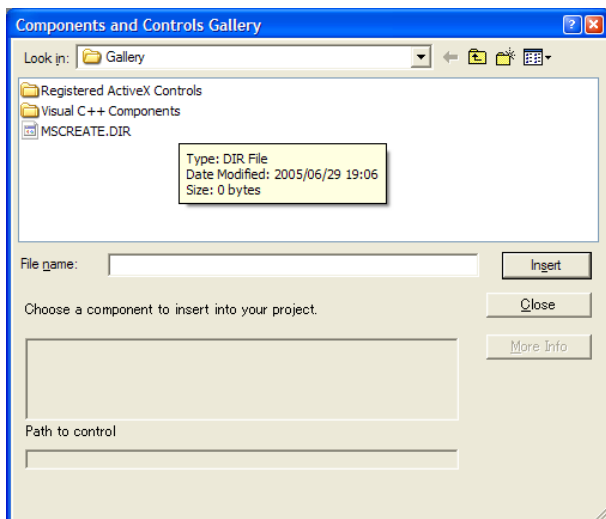 Components and Controls Gallery
Look in: Gallery
Registered ActiveX Controls
Visual C++ Components
MSCREATE.DIR
Type: DIR File
Date Modified: 2005/06/29 19:06
Size: 0 bytes
File name:
Insert
Choose a component to insert into your project.
Close
More Info
Path to control